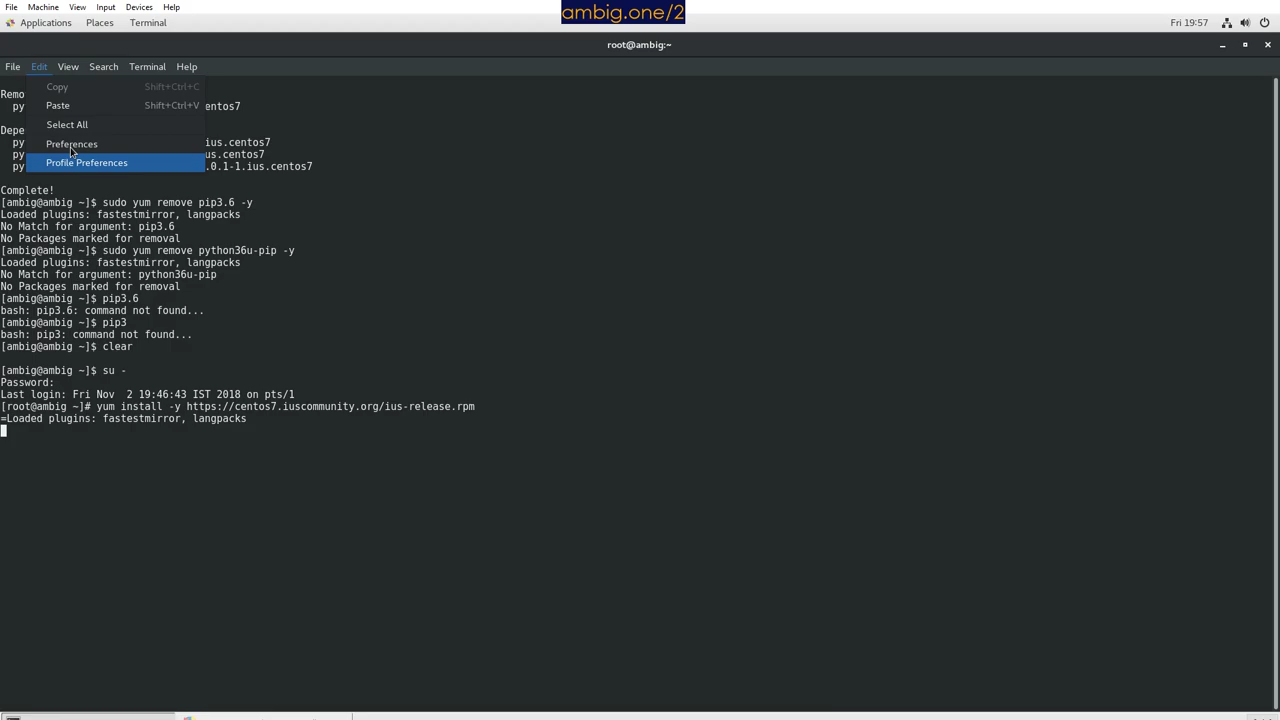 File Machine View Input Devices Help
ambig.one/2
Applications Places Terminal Fri 19:57
root@ambig:~
File Edit View Search Terminal Help
Copy Shift+Ctrl+C
Paste Shift+Ctrl+V
Select All
Preferences
Profile Preferences
Remo
py entos7
Depe
py ius.centos7
py us.centos7
py .0.1-1.ius.centos7
Complete!
[ambig@ambig ~]$ sudo yum remove pip3.6 -y
Loaded plugins: fastestmirror, langpacks
No Match for argument: pip3.6
No Packages marked for removal
[ambig@ambig ~]$ sudo yum remove python36u-pip -y
Loaded plugins: fastestmirror, langpacks
No Match for argument: python36u-pip
No Packages marked for removal
[ambig@ambig ~]$ pip3.6
bash: pip3.6: command not found...
[ambig@ambig ~]$ pip3
bash: pip3: command not found...
[ambig@ambig ~]$ clear
[ambig@ambig ~]$ su -
Password:
Last login: Fri Nov  2 19:46:43 IST 2018 on pts/1
[root@ambig ~]# yum install -y https://centos7.iuscommunity.org/ius-release.rpm
=Loaded plugins: fastestmirror, langpacks